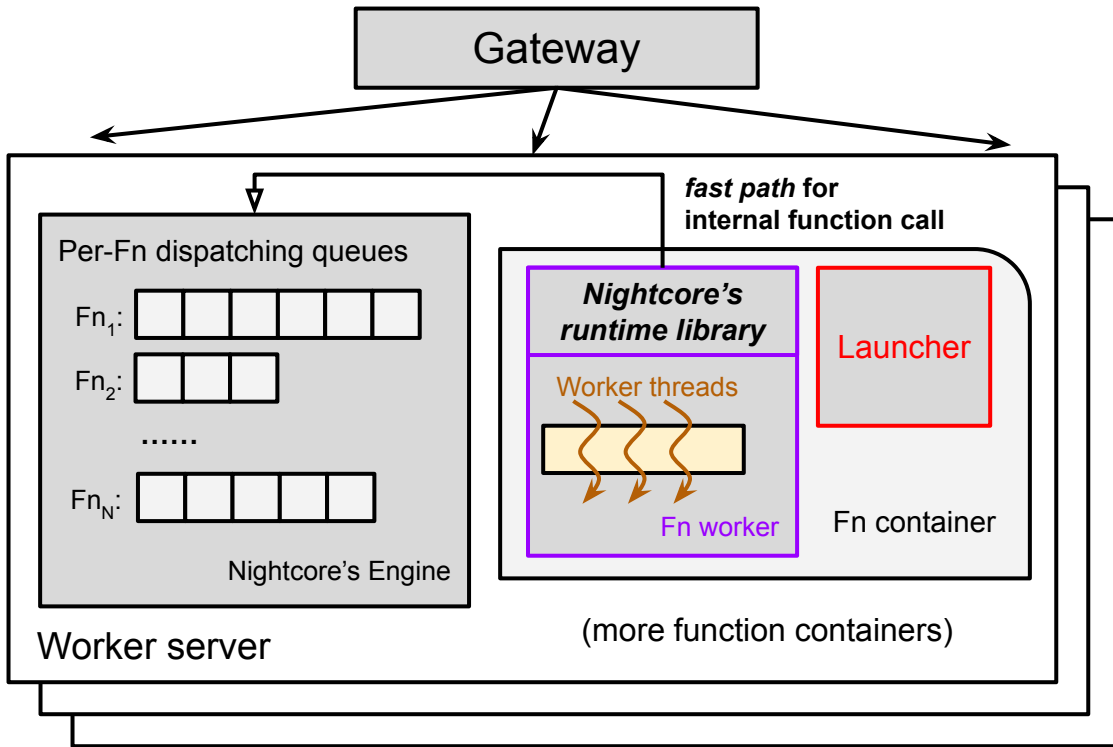 Gateway
fast path for
internal function call
Per-Fn dispatching queues
Fn1:
Fn2:
......
FnN:
Nightcore’s Engine
Nightcore’s
runtime library
Launcher
Worker threads
Fn worker
Fn container
(more function containers)
Worker server